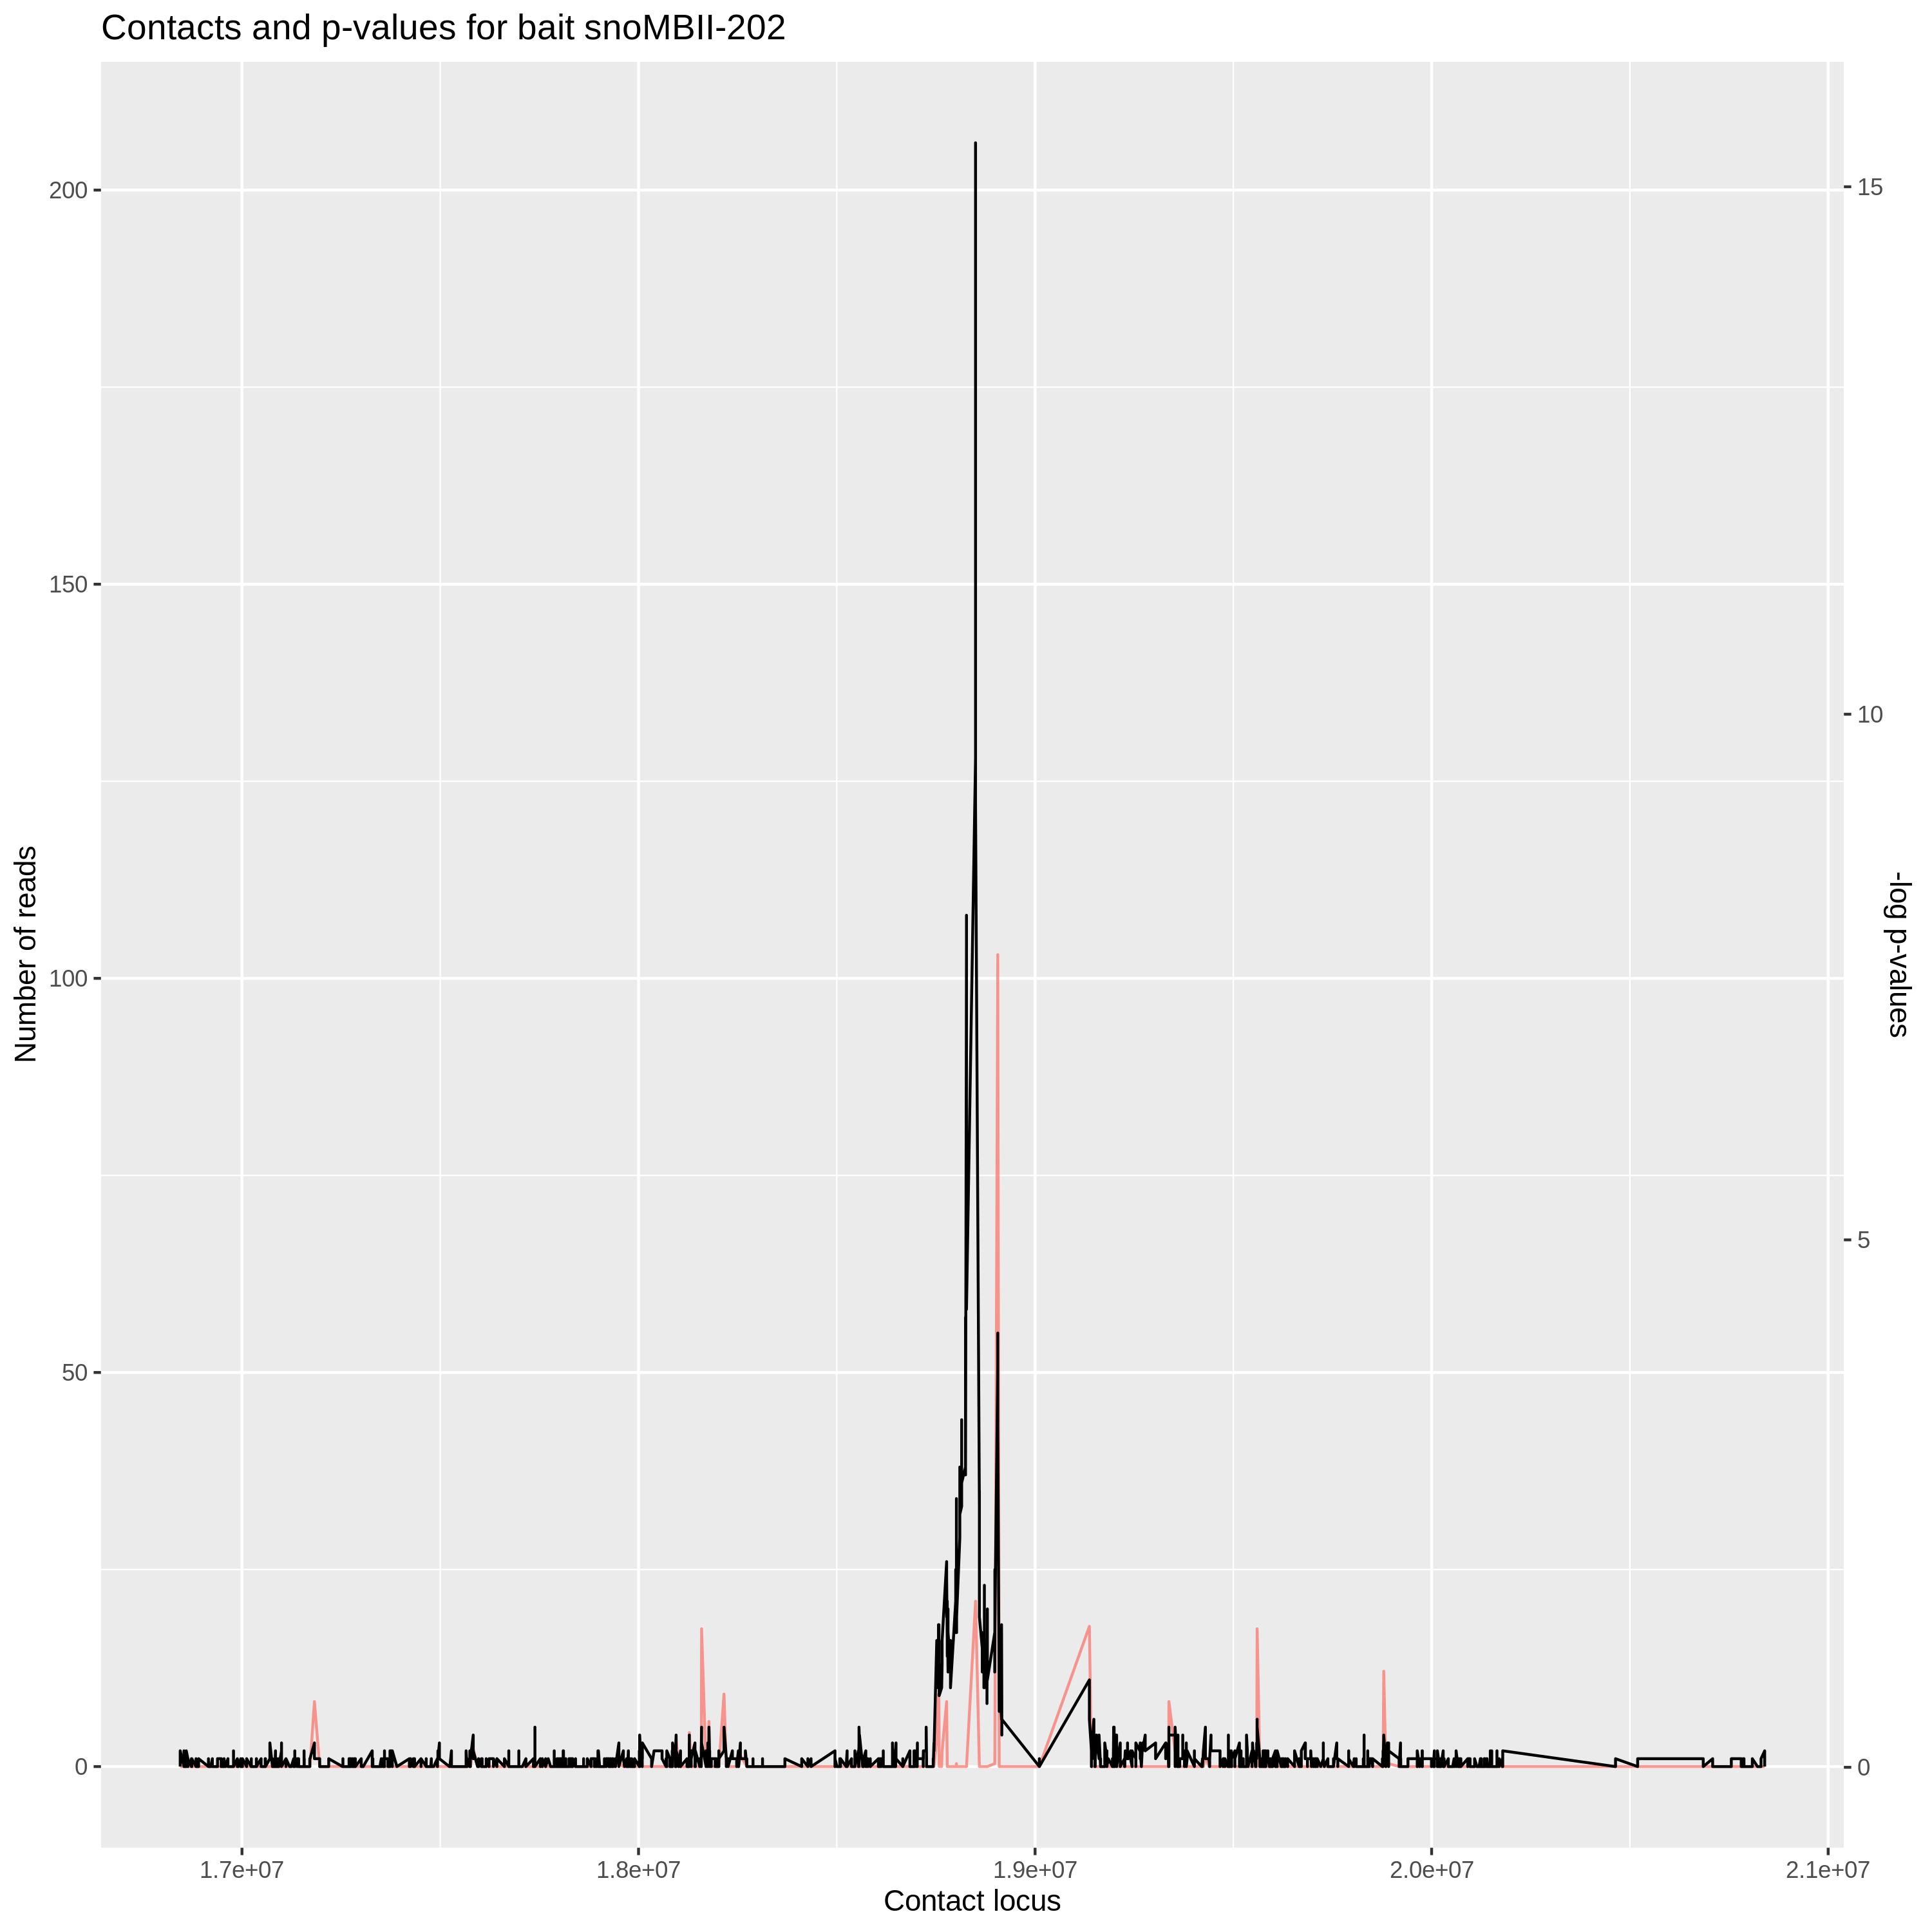 Contacts and p-values for bait snoMBII-202
200
150
100
50
0
15
10
5
0
Number of reads
-log p-values
1.7e+07
1.8e+07
1.9e+07
2.0e+07
2.1e+07
Contact locus